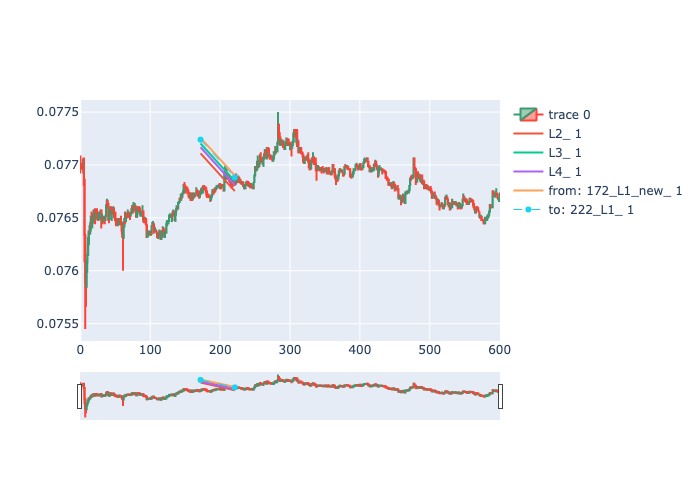 0.0775
0.077
0.0765
0.076
0.0755
0
100
200
300
400
500
600
trace 0
L2_ 1
L3_ 1
L4_ 1
from: 172_L1_new_ 1
to: 222_L1_ 1